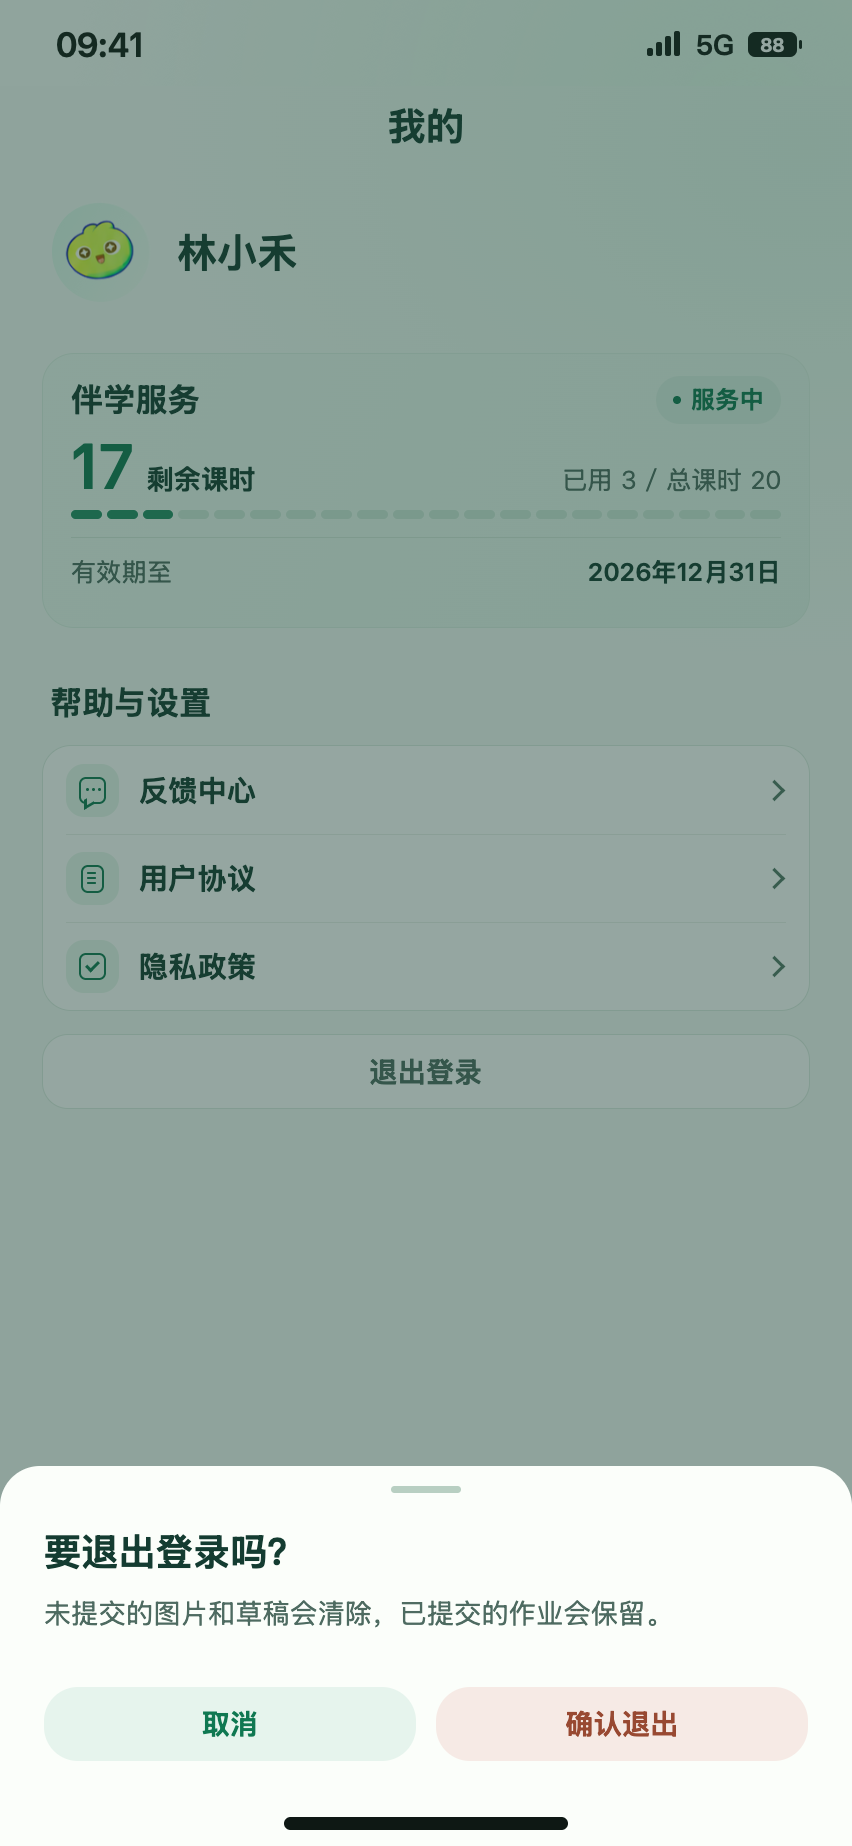 09:41 5G 88
我的
林小禾
伴学服务 • 服务中
17 剩余课时 已用 3 / 总课时 20
有效期至 2026年12月31日
帮助与设置
反馈中心
用户协议
隐私政策
退出登录
要退出登录吗?
未提交的图片和草稿会清除，已提交的作业会保留。
取消 确认退出